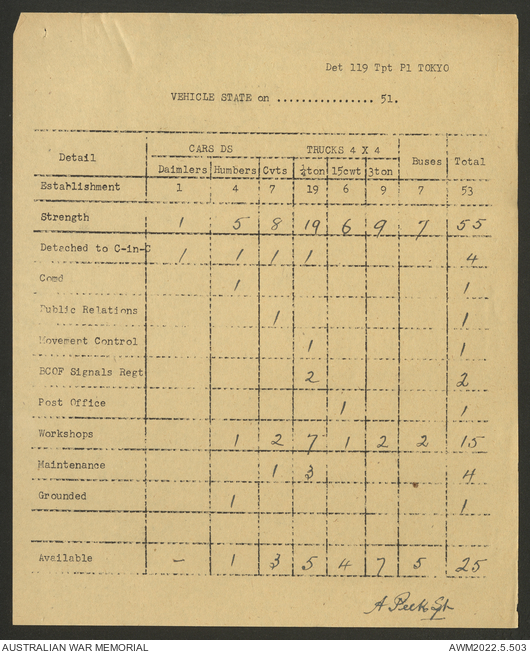 Det 119 Tpt Pl TOKYO
VEHICLE STATE on ................ 51.
Detail CARS DS TRUCKS 4 X 4 Buses Total
Daimlers Humbers Cvts ¼ton 15cwt 3ton
Establishment 1 4 7 19 6 9 7 53
Strength 1 5 8 19 6 9 7 55
Detached to C-in-C 1 1 1 1 4
Comd 1 1
Public Relations 1 1
Movement Control 1 1
BCOF Signals Regt 2 2
Post Office 1 1
Workshops 1 2 7 1 2 2 15
Maintenance 1 3 4
Grounded 1 1
Available - 1 3 5 4 7 5 25
A Peek Sgt
AUSTRALIAN WAR MEMORIAL AWM2022.5.503